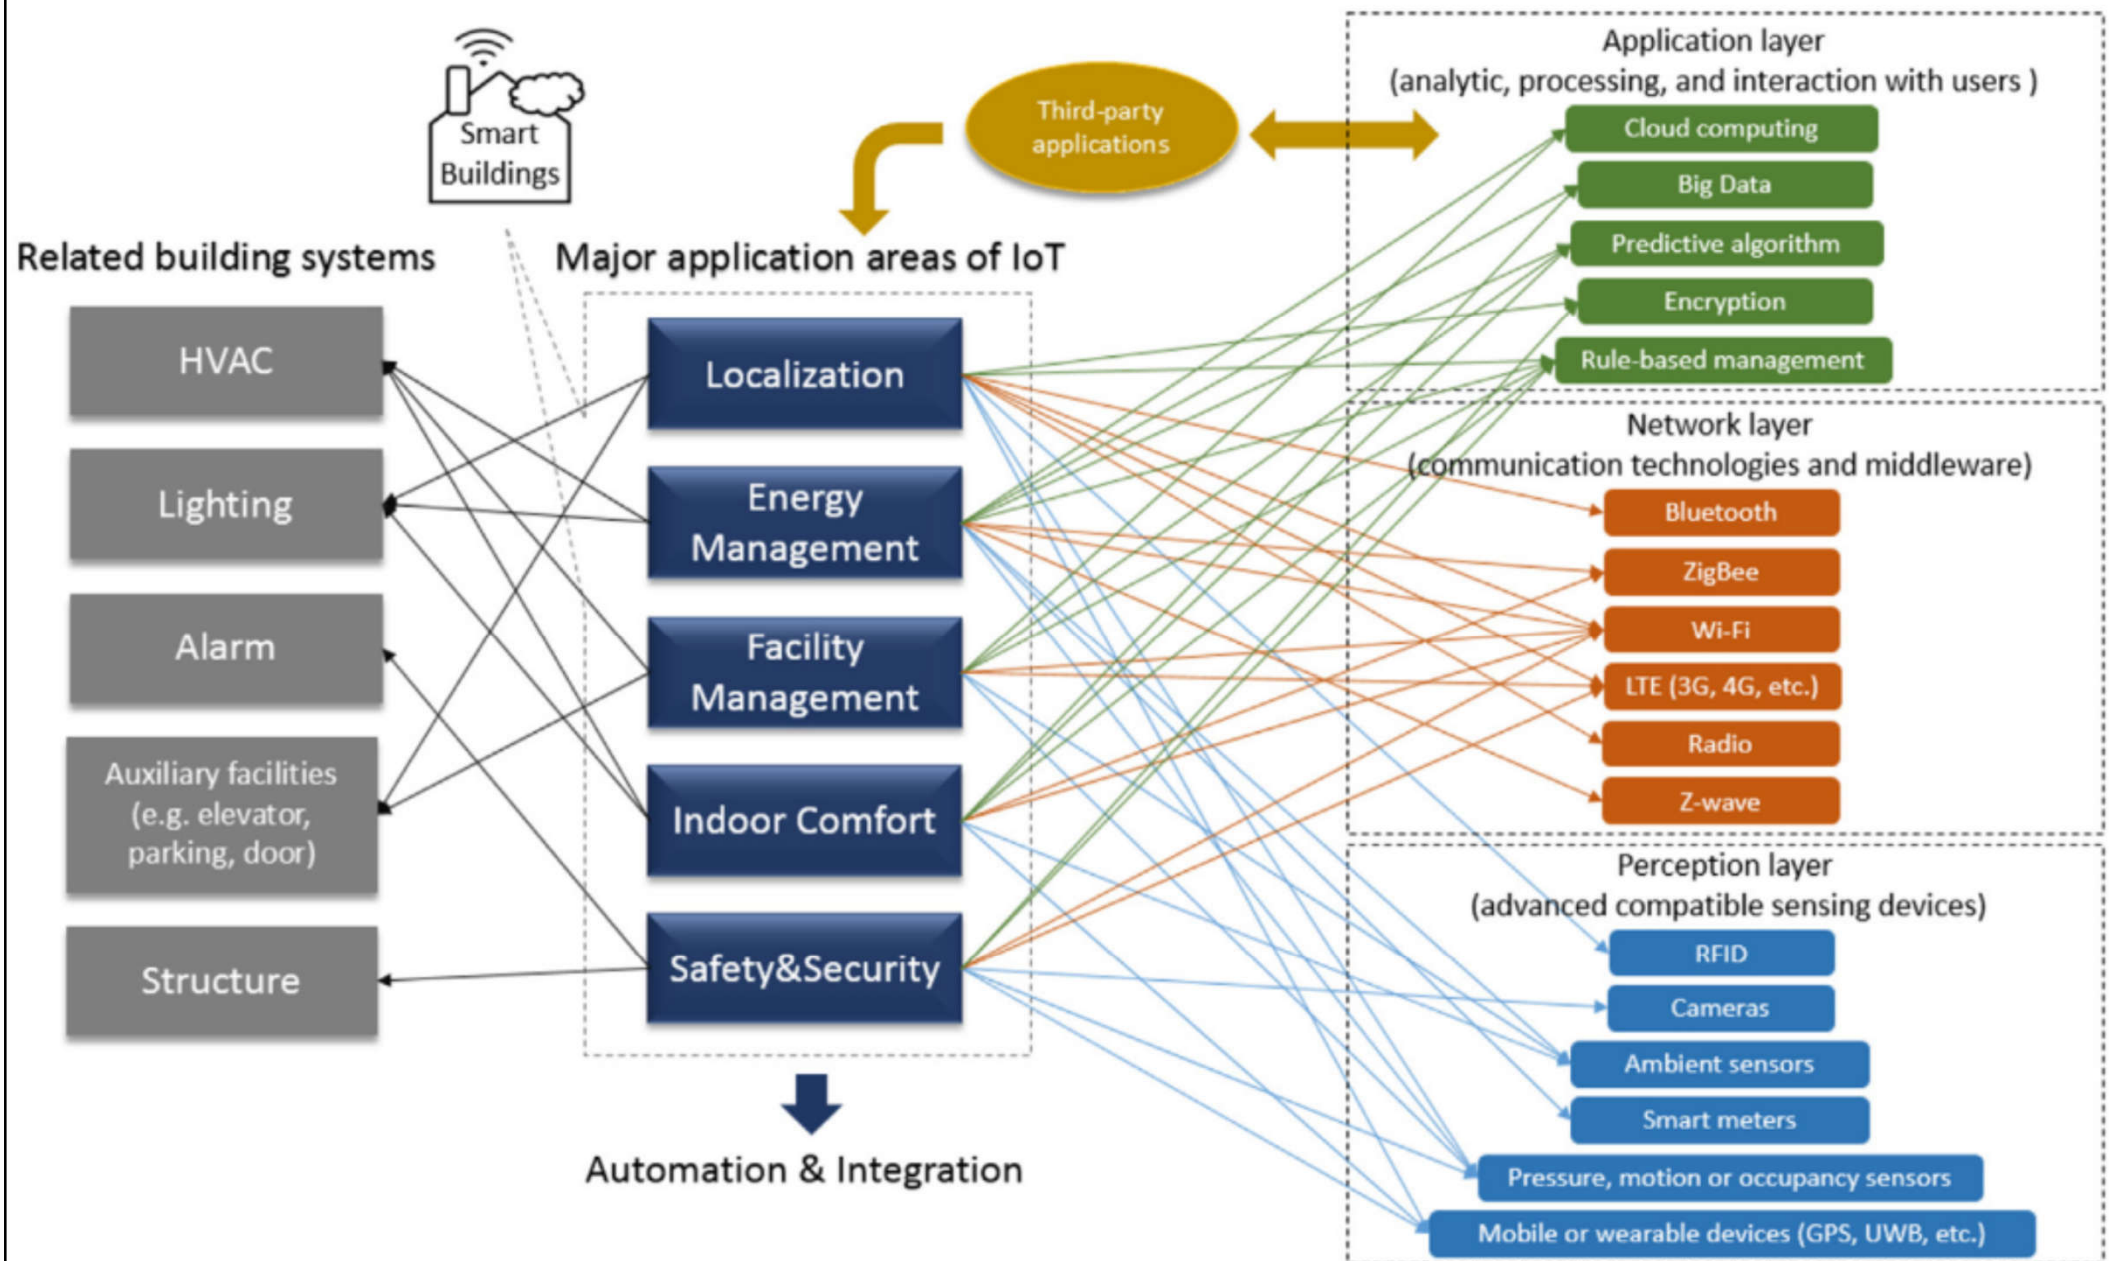 Smart
Buildings
Third-party
applications
Related building systems
HVAC
Lighting
Alarm
Auxiliary facilities
(e.g. elevator,
parking, door)
Structure
Major application areas of IoT
Localization
Energy
Management
Facility
Management
Indoor Comfort
Safety&Security
Automation & Integration
Application layer
(analytic, processing, and interaction with users )
Cloud computing
Big Data
Predictive algorithm
Encryption
Rule-based management
Network layer
(communication technologies and middleware)
Bluetooth
ZigBee
Wi-Fi
LTE (3G, 4G, etc.)
Radio
Z-wave
Perception layer
(advanced compatible sensing devices)
RFID
Cameras
Ambient sensors
Smart meters
Pressure, motion or occupancy sensors
Mobile or wearable devices (GPS, UWB, etc.)